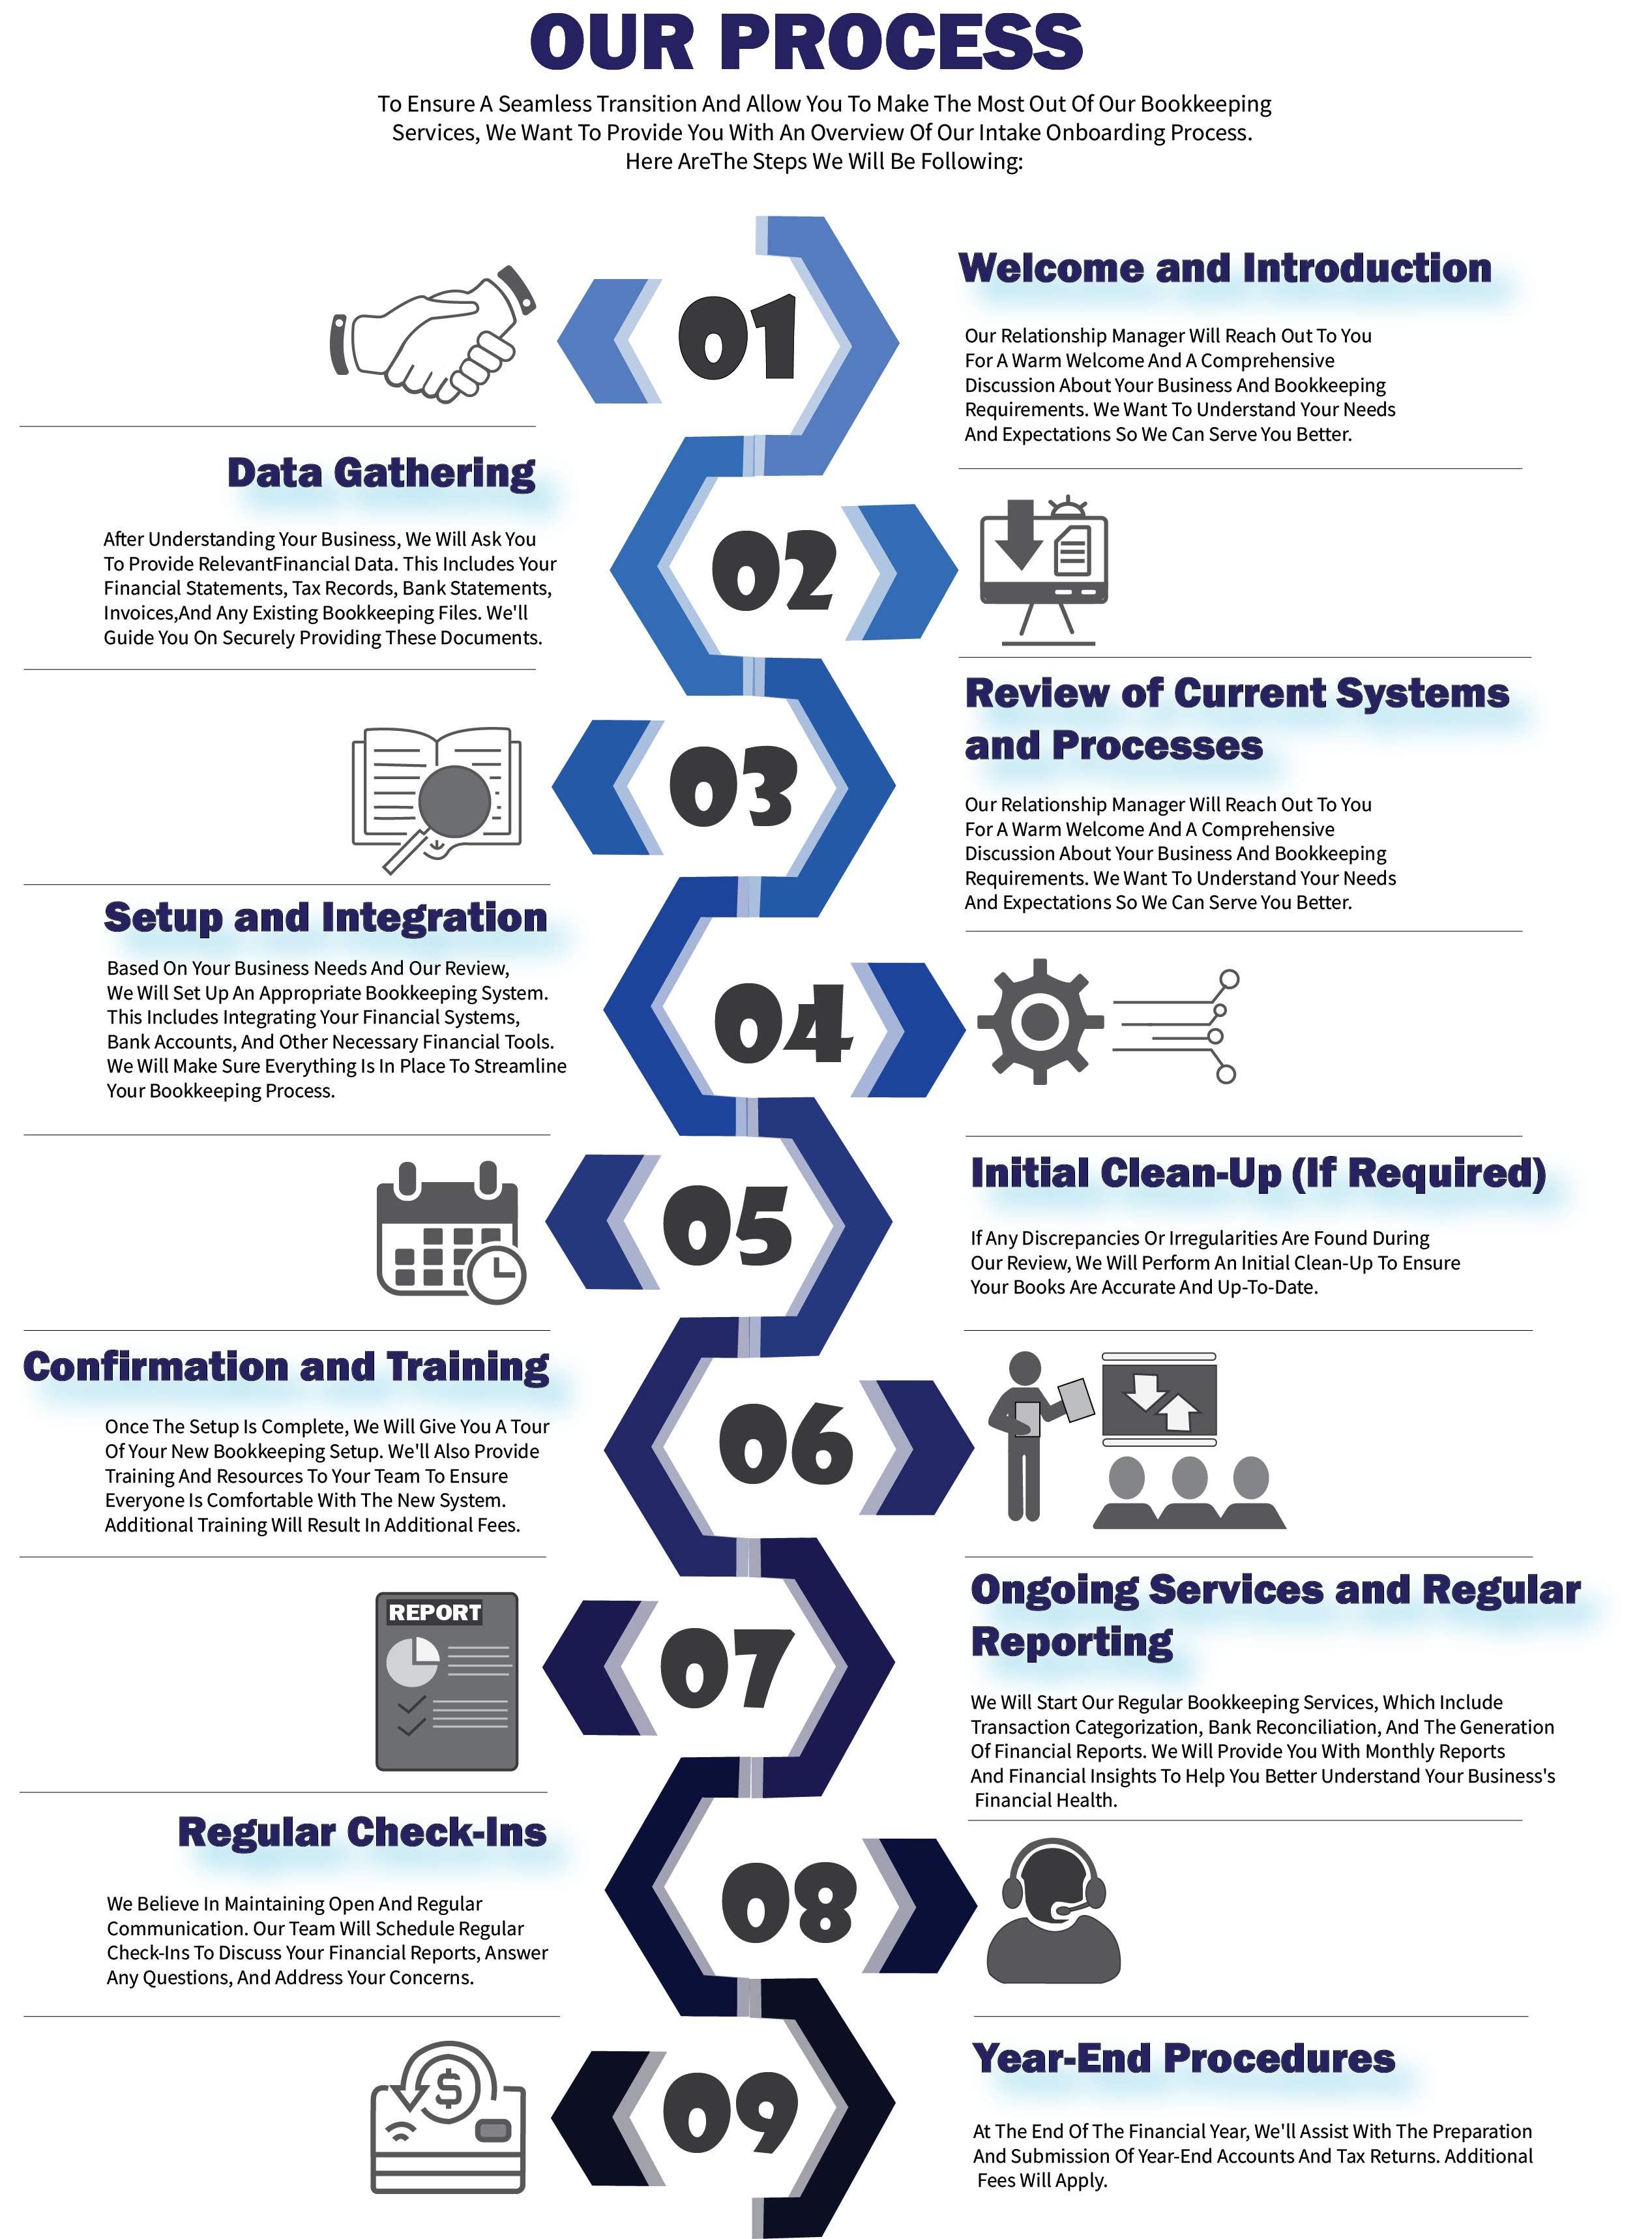 OUR PROCESS
To Ensure A Seamless Transition And Allow You To Make The Most Out Of Our Bookkeeping
Services, We Want To Provide You With An Overview Of Our Intake Onboarding Process.
Here AreThe Steps We Will Be Following:
01
Welcome and Introduction
Our Relationship Manager Will Reach Out To You
For A Warm Welcome And A Comprehensive
Discussion About Your Business And Bookkeeping
Requirements. We Want To Understand Your Needs
And Expectations So We Can Serve You Better.
Data Gathering
After Understanding Your Business, We Will Ask You
To Provide RelevantFinancial Data. This Includes Your
Financial Statements, Tax Records, Bank Statements,
Invoices,And Any Existing Bookkeeping Files. We'll
Guide You On Securely Providing These Documents.
02
03
Review of Current Systems
and Processes
Our Relationship Manager Will Reach Out To You
For A Warm Welcome And A Comprehensive
Discussion About Your Business And Bookkeeping
Requirements. We Want To Understand Your Needs
And Expectations So We Can Serve You Better.
Setup and Integration
Based On Your Business Needs And Our Review,
We Will Set Up An Appropriate Bookkeeping System.
This Includes Integrating Your Financial Systems,
Bank Accounts, And Other Necessary Financial Tools.
We Will Make Sure Everything Is In Place To Streamline
Your Bookkeeping Process.
04
05
Initial Clean-Up (If Required)
If Any Discrepancies Or Irregularities Are Found During
Our Review, We Will Perform An Initial Clean-Up To Ensure
Your Books Are Accurate And Up-To-Date.
Confirmation and Training
Once The Setup Is Complete, We Will Give You A Tour
Of Your New Bookkeeping Setup. We'll Also Provide
Training And Resources To Your Team To Ensure
Everyone Is Comfortable With The New System.
Additional Training Will Result In Additional Fees.
06
REPORT
07
Ongoing Services and Regular
Reporting
We Will Start Our Regular Bookkeeping Services, Which Include
Transaction Categorization, Bank Reconciliation, And The Generation
Of Financial Reports. We Will Provide You With Monthly Reports
And Financial Insights To Help You Better Understand Your Business's
Financial Health.
Regular Check-Ins
We Believe In Maintaining Open And Regular
Communication. Our Team Will Schedule Regular
Check-Ins To Discuss Your Financial Reports, Answer
Any Questions, And Address Your Concerns.
08
$
09
Year-End Procedures
At The End Of The Financial Year, We'll Assist With The Preparation
And Submission Of Year-End Accounts And Tax Returns. Additional
Fees Will Apply.